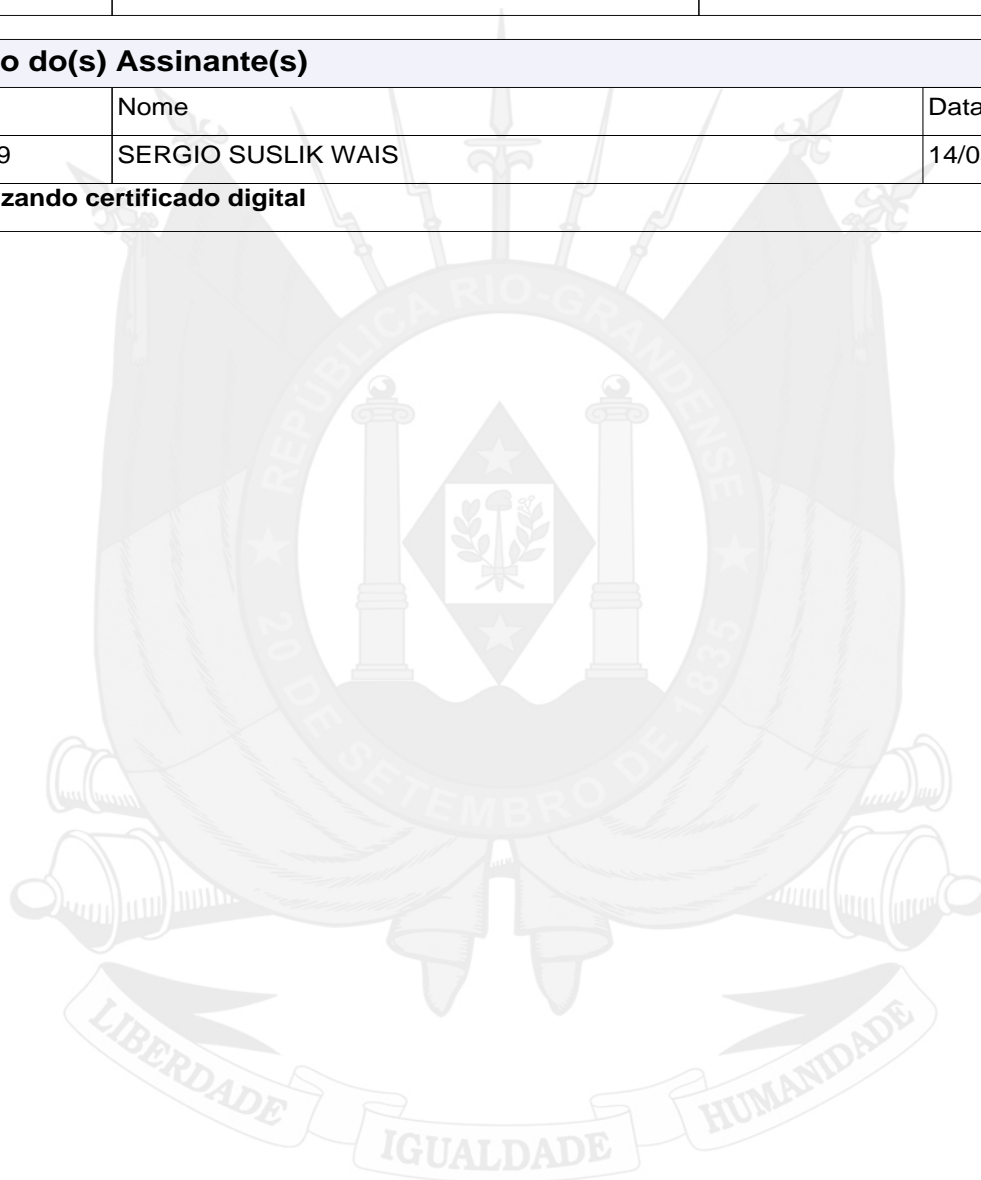 o do(s) Assinante(s)
Nome
Data
9
SERGIO SUSLIK WAIS
14/0
zando certificado digital
REPÚBLICA RIO-GRANDENSE
★ 20 DE SETEMBRO DE 1835 ★
LIBERDADE
IGUALDADE
HUMANIDADE